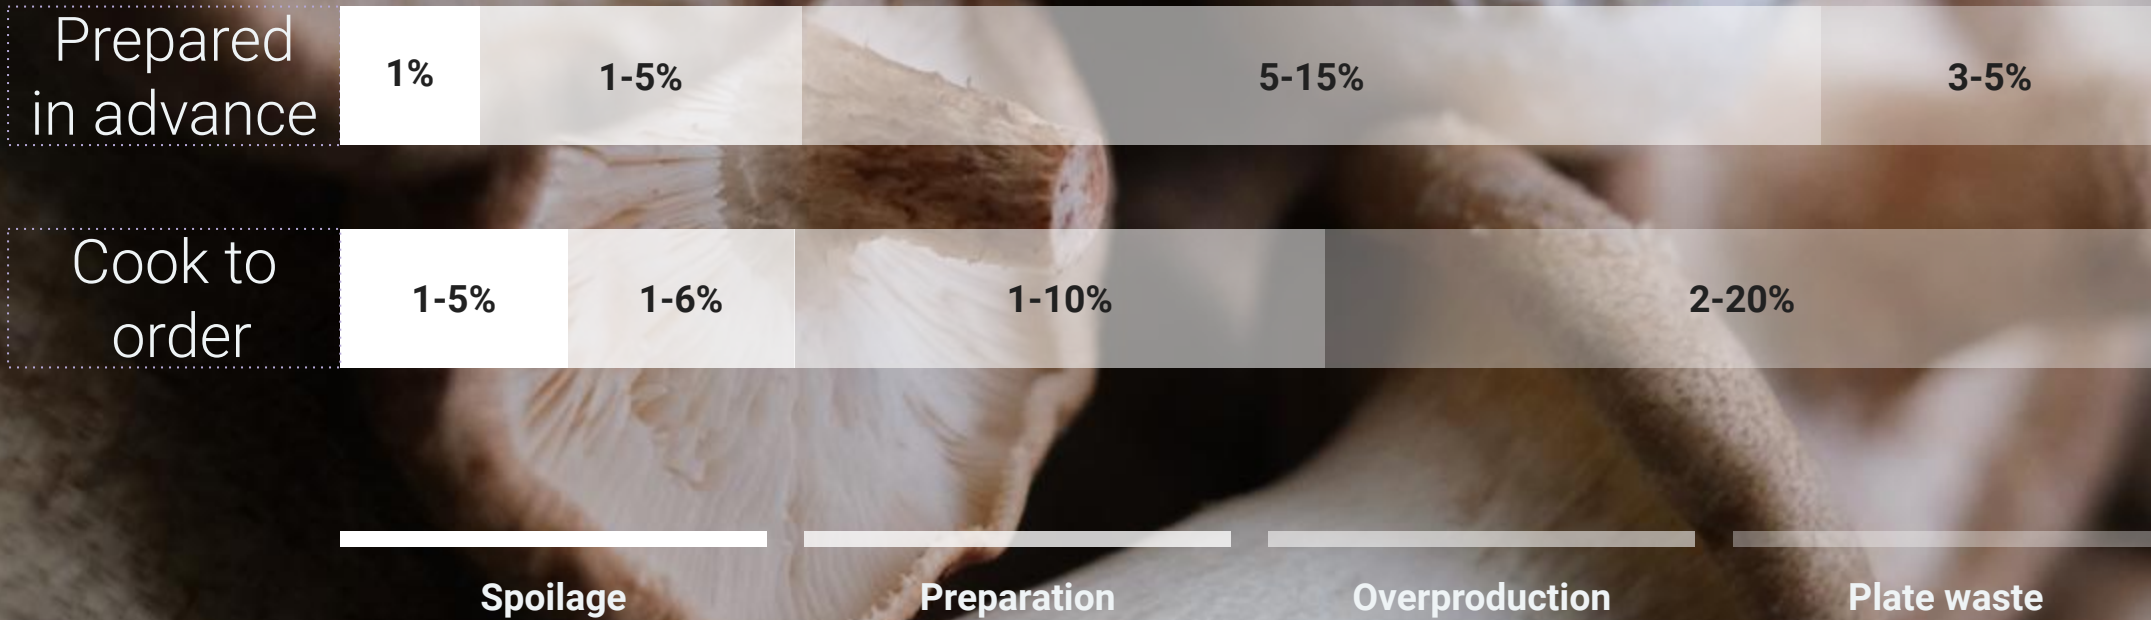 Prepared
in advance
1%
1-5%
5-15%
3-5%
Cook to
order
1-5%
1-6%
1-10%
2-20%
Spoilage
Preparation
Overproduction
Plate waste